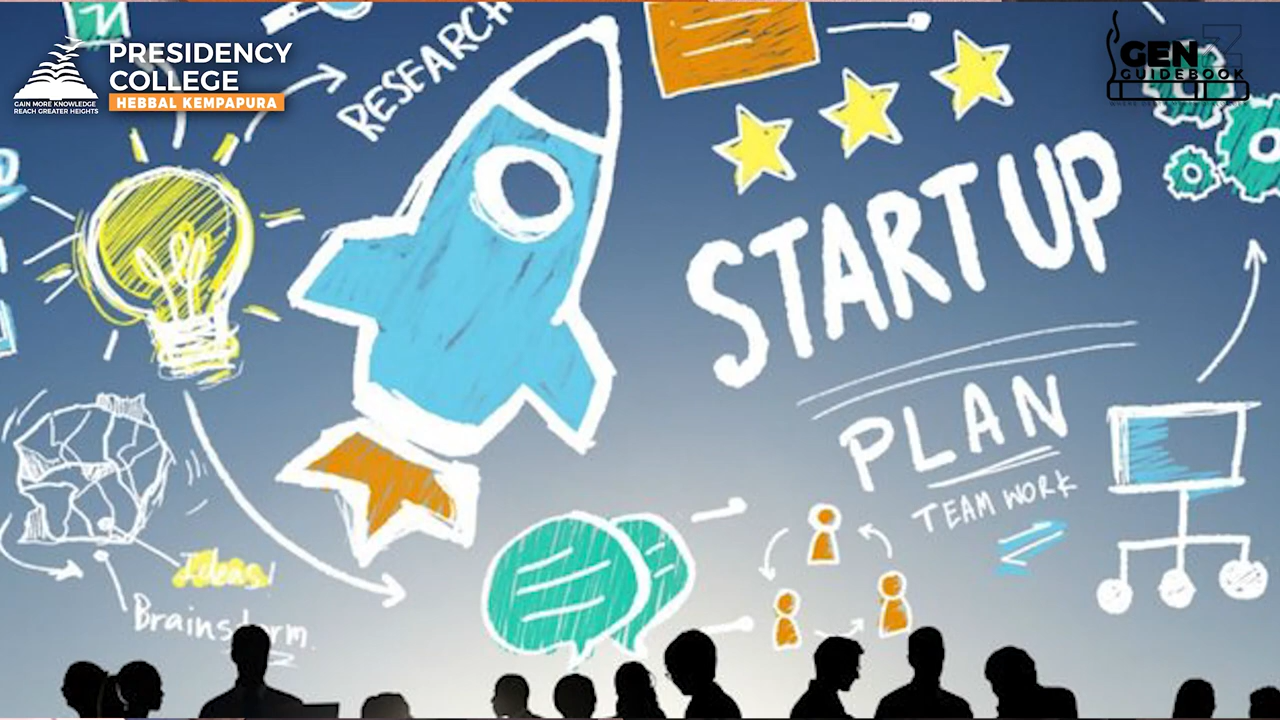 PRESIDENCY
COLLEGE
HEBBAL KEMPAPURA
GAIN MORE KNOWLEDGE
REACH GREATER HEIGHTS
RESEARCH
GEN Z
GUIDEBOOK
START UP
PLAN
TEAM WORK
Ideas!
Brainstorm.